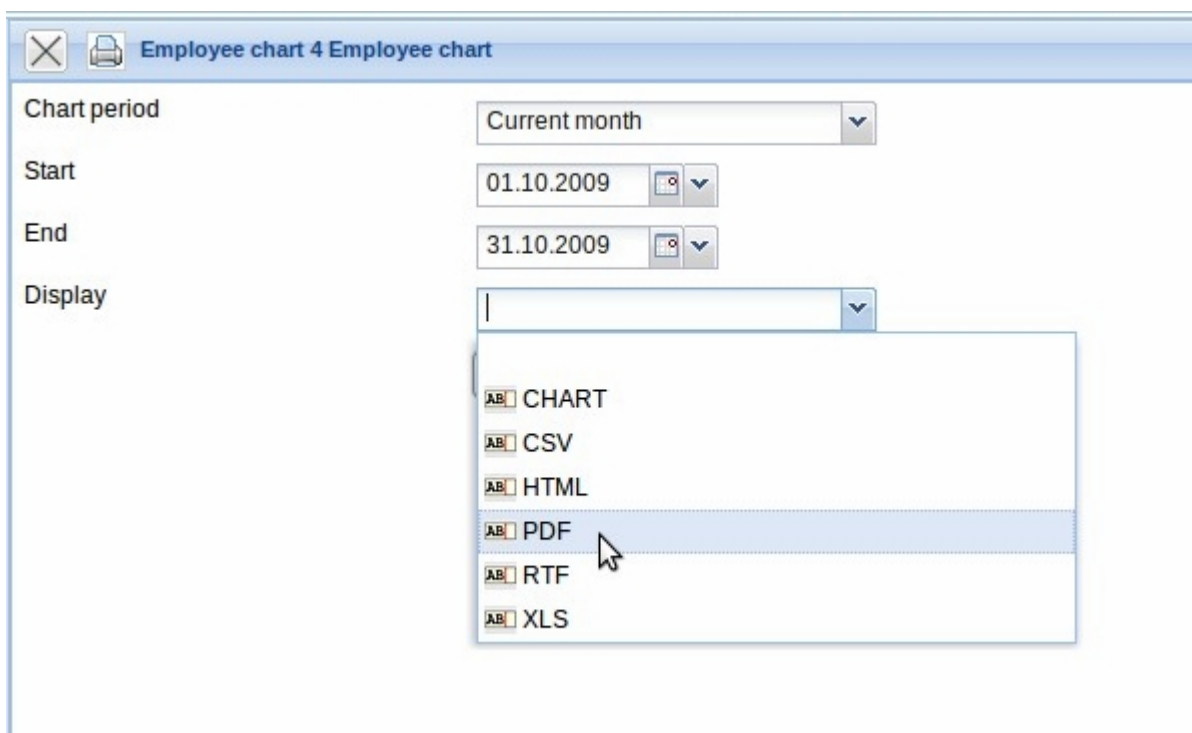 Employee chart 4 Employee chart
Chart period Current month
Start 01.10.2009
End 31.10.2009
Display
CHART
CSV
HTML
PDF
RTF
XLS